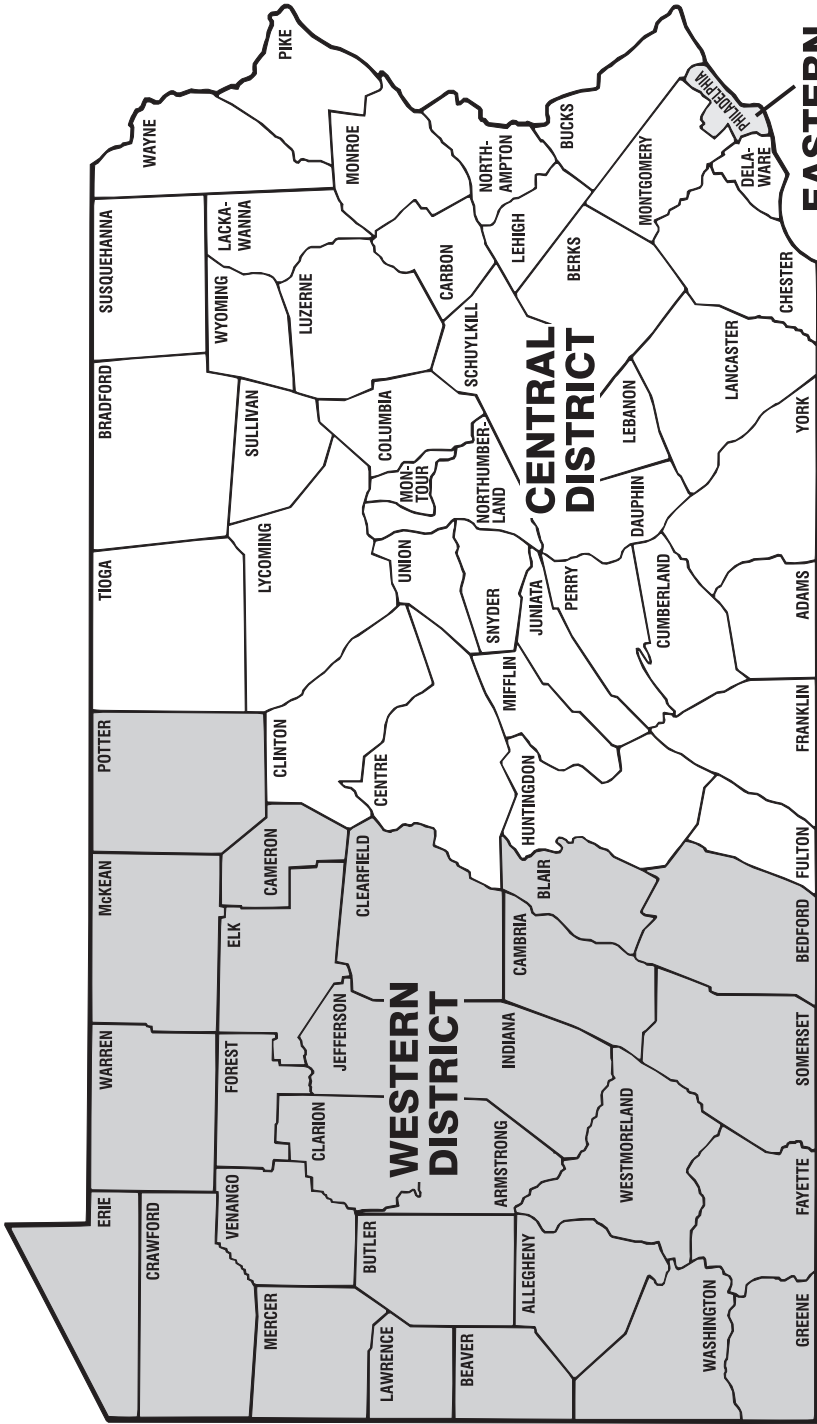 ERIE
CRAWFORD
WARREN
McKEAN
POTTER
TIOGA
BRADFORD
SUSQUEHANNA
WAYNE
PIKE
MERCER
VENANGO
FOREST
ELK
CAMERON
CLINTON
LYCOMING
SULLIVAN
WYOMING
LACKA-
WANNA
LAWRENCE
BUTLER
CLARION
JEFFERSON
CLEARFIELD
CENTRE
UNION
MON-
TOUR
COLUMBIA
LUZERNE
MONROE
WESTERN
DISTRICT
BEAVER
ALLEGHENY
ARMSTRONG
INDIANA
CAMBRIA
BLAIR
HUNTINGDON
MIFFLIN
SNYDER
JUNIATA
NORTHUMBER-
LAND
SCHUYLKILL
CARBON
LEHIGH
NORTH-
AMPTON
CENTRAL
DISTRICT
PERRY
DAUPHIN
LEBANON
BERKS
BUCKS
MONTGOMERY
WASHINGTON
WESTMORELAND
CUMBERLAND
LANCASTER
DELA-
WARE
PHILADELPHIA
GREENE
FAYETTE
SOMERSET
BEDFORD
FULTON
FRANKLIN
ADAMS
YORK
CHESTER
EASTERN